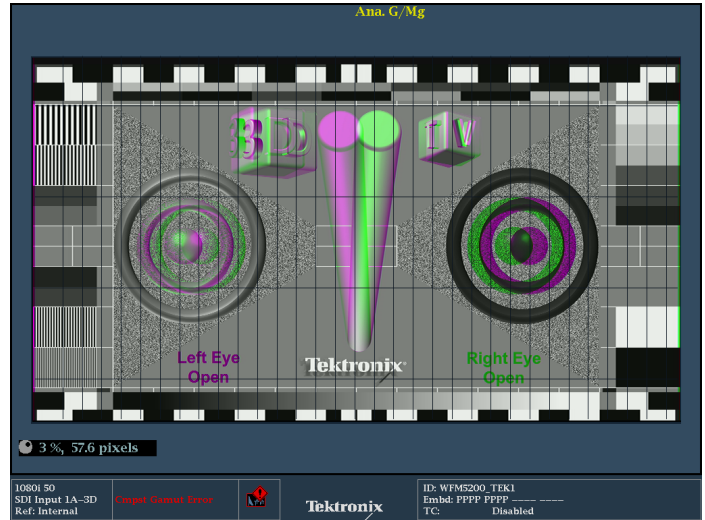 Ana. G/Mg
3D
TV
Left Eye
Open
Tektronix
Right Eye
Open
3 %, 57.6 pixels
1080i 50
SDI Input 1A–3D
Ref: Internal
Cmpst Gamut Error
Tektronix
ID: WFM5200_TEK1
Embd: PPPP PPPP –––– ––––
TC: Disabled